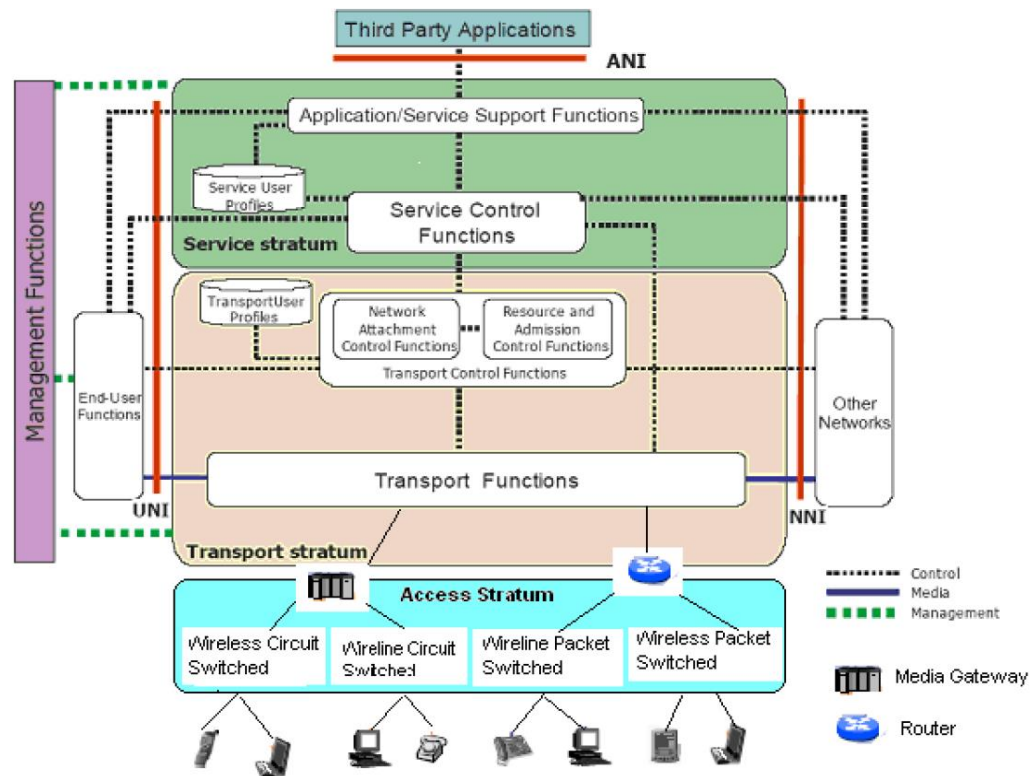 Third Party Applications
ANI
Application/Service Support Functions
Service User
Profiles
Service Control
Functions
Service stratum
Management Functions
TransportUser
Profiles
Network
Attachment
Control Functions
Resource and
Admission
Control Functions
Transport Control Functions
End-User
Functions
Other
Networks
Transport Functions
UNI
NNI
Transport stratum
Control
Media
Management
Access Stratum
Wireless Circuit
Switched
Wireline Circuit
Switched
Wireline Packet
Switched
Wireless Packet
Switched
Media Gateway
Router